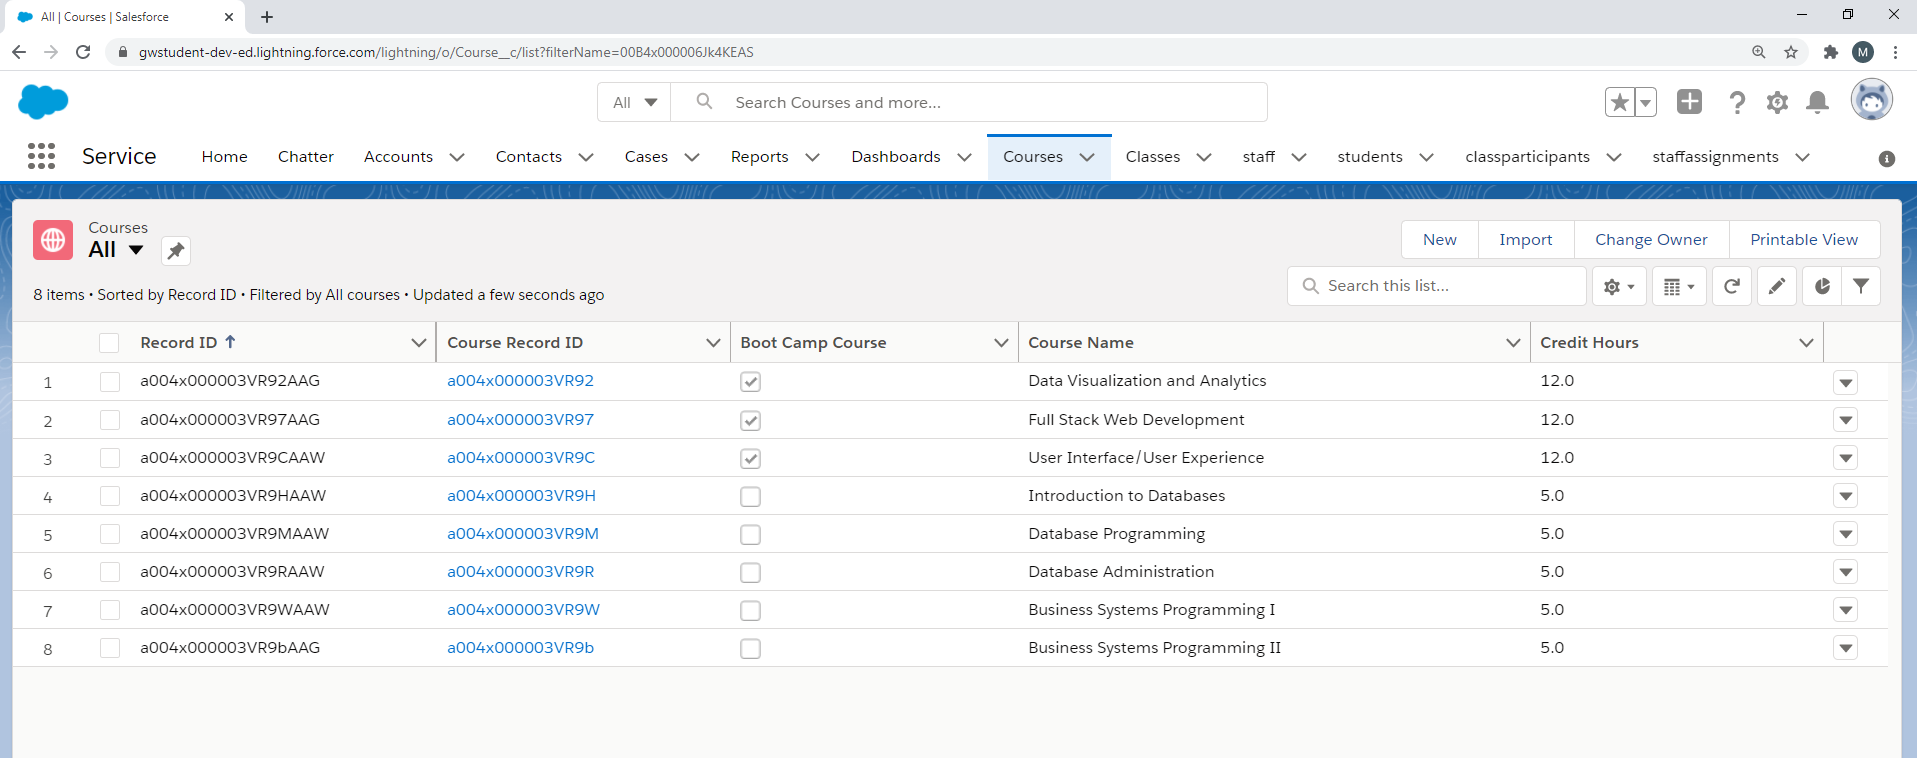 All | Courses | Salesforce
gwstudent-dev-ed.lightning.force.com/lightning/o/Course__c/list?filterName=00B4x000006Jk4KEAS
M
All Search Courses and more...
Service Home Chatter Accounts Contacts Cases Reports Dashboards Courses Classes staff students classparticipants staffassignments
Courses
All
New Import Change Owner Printable View
8 items • Sorted by Record ID • Filtered by All courses • Updated a few seconds ago
Search this list...
Record ID Course Record ID Boot Camp Course Course Name Credit Hours
1 a004x000003VR92AAG a004x000003VR92 Data Visualization and Analytics 12.0
2 a004x000003VR97AAG a004x000003VR97 Full Stack Web Development 12.0
3 a004x000003VR9CAAW a004x000003VR9C User Interface/User Experience 12.0
4 a004x000003VR9HAAW a004x000003VR9H Introduction to Databases 5.0
5 a004x000003VR9MAAW a004x000003VR9M Database Programming 5.0
6 a004x000003VR9RAAW a004x000003VR9R Database Administration 5.0
7 a004x000003VR9WAAW a004x000003VR9W Business Systems Programming I 5.0
8 a004x000003VR9bAAG a004x000003VR9b Business Systems Programming II 5.0